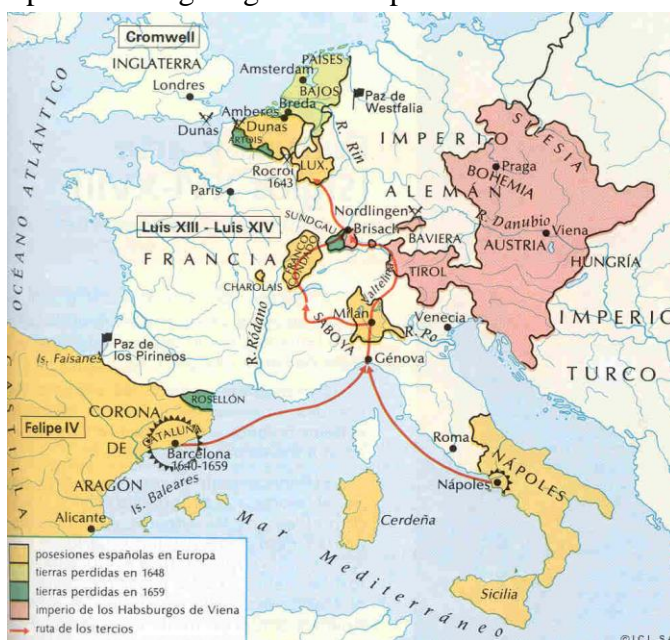 Cromwell
INGLATERRA
Londres
Dunas
OCÉANO ATLÁNTICO
PAÍSES
BAJOS
Amsterdam
Paz de
Westfalia
Amberes
Breda
Dunas
ARTOIS
R. Rin
LUX
Rocroi
1643
IMPERIO
ALEMÁN
SILESIA
Praga
BOHEMIA
París
Nordlingen
R. Danubio
Viena
Luis XIII - Luis XIV
SUNDGAU
Brisach
BAVIERA
AUSTRIA
HUNGRÍA
FRANCIA
FRANCO
CONDADO
CHAROLAIS
TIROL
Valtelina
Milán
Venecia
R. Po
SABOYA
R. Ródano
IMPERIO
TURCO
Génova
Is. Faisanes
Paz de
los Pirineos
ROSELLÓN
CASTILLA
Felipe IV
CORONA
DE
ARAGÓN
CATALUÑA
Barcelona
1640-1659
Is. Baleares
Alicante
Roma
NÁPOLES
Nápoles
Cerdeña
Mar Mediterráneo
Sicilia
posesiones españolas en Europa
tierras perdidas en 1648
tierras perdidas en 1659
imperio de los Habsburgos de Viena
ruta de los tercios